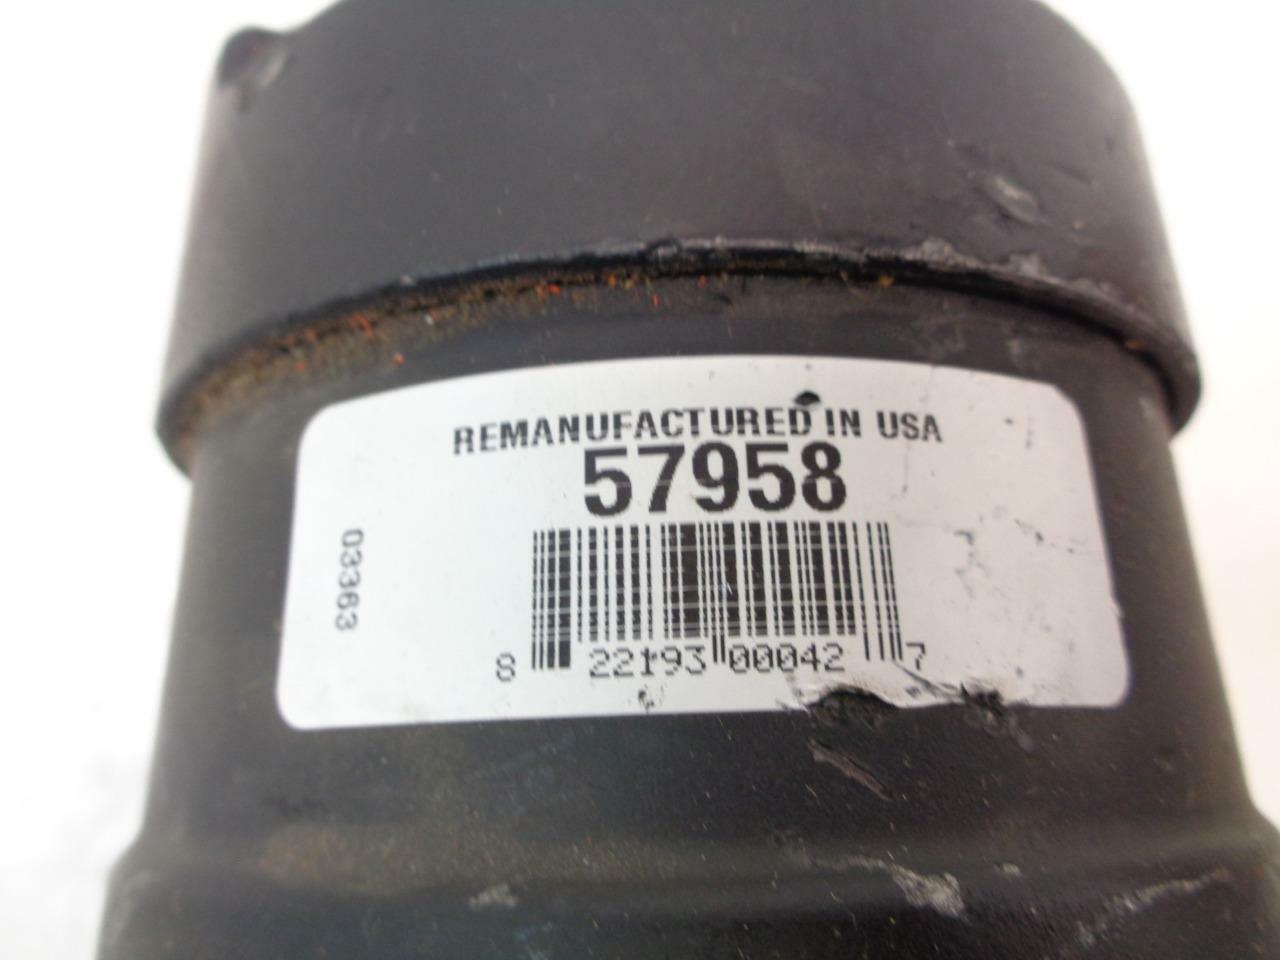 REMANUFACTURED IN USA
57958
03363
8 22193 00042 7